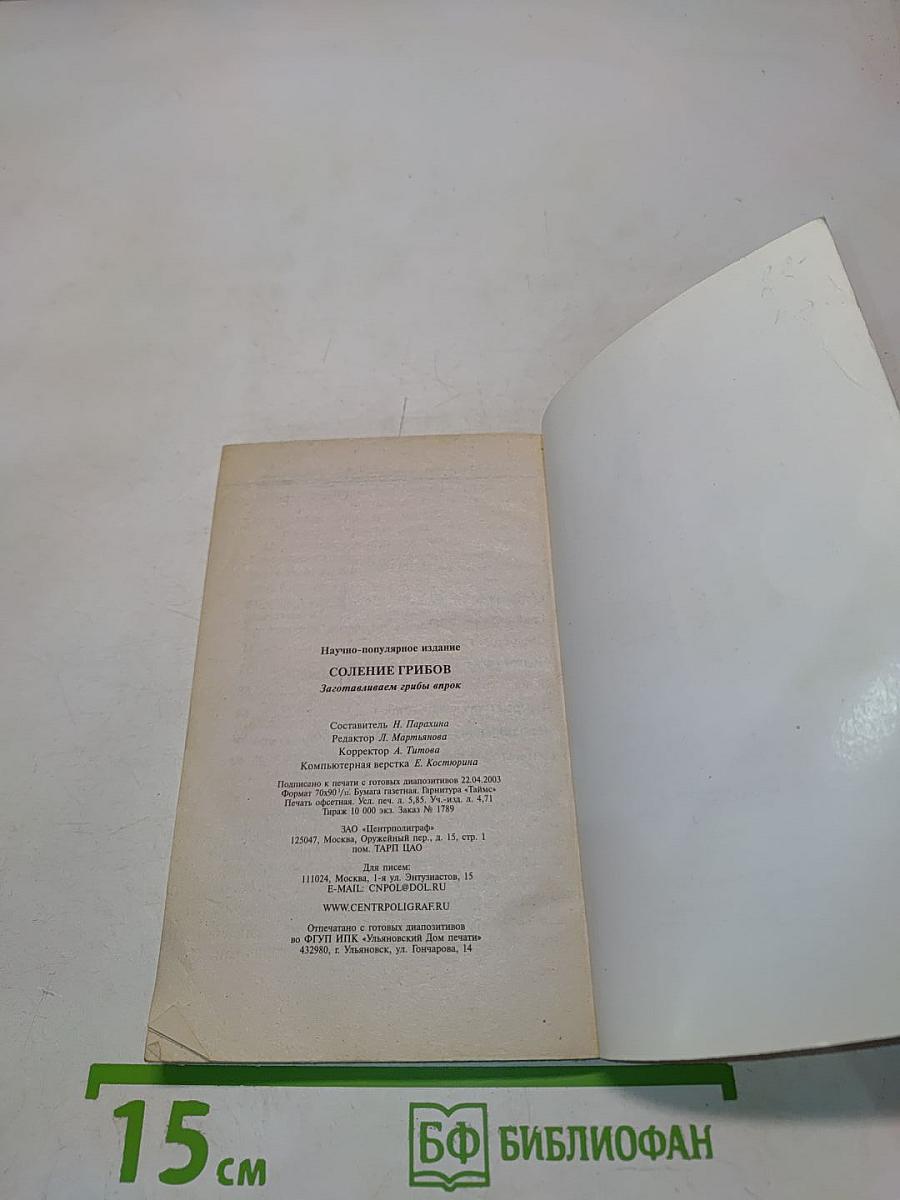 Научно-популярное издание
СОЛЕНИЕ ГРИБОВ
Заготавливаем грибы впрок
Составитель Н. Парахина
Редактор Л. Мартьянова
Корректор А. Титова
Компьютерная верстка Е. Костюрина
Подписано к печати с готовых диапозитивов 22.04.2003
Формат 70х90 Бумага газетная. Гарнитура «Таймс»
Печать офсетная. Усл. печ. л. 5,85. Уч.-изд. л. 4,71
Тираж 10 000 экз. Заказ № 1789
ЗАО «Центрполиграф»
125047, Москва, Оружейный пер., д. 15, стр. 1
пом. ТАРП ЦАО
Для писем:
111024, Москва, 1-я ул. Энтузиастов, 15
E-MAIL: CNPOL@DOL.RU
WWW.CENTRPOLIGRAF.RU
Отпечатано с готовых диапозитивов
во ФГУП ИПК «Ульяновский Дом печати»
432980, г. Ульяновск, ул. Гончарова, 14
15 см
БФ БИБЛИОФАН